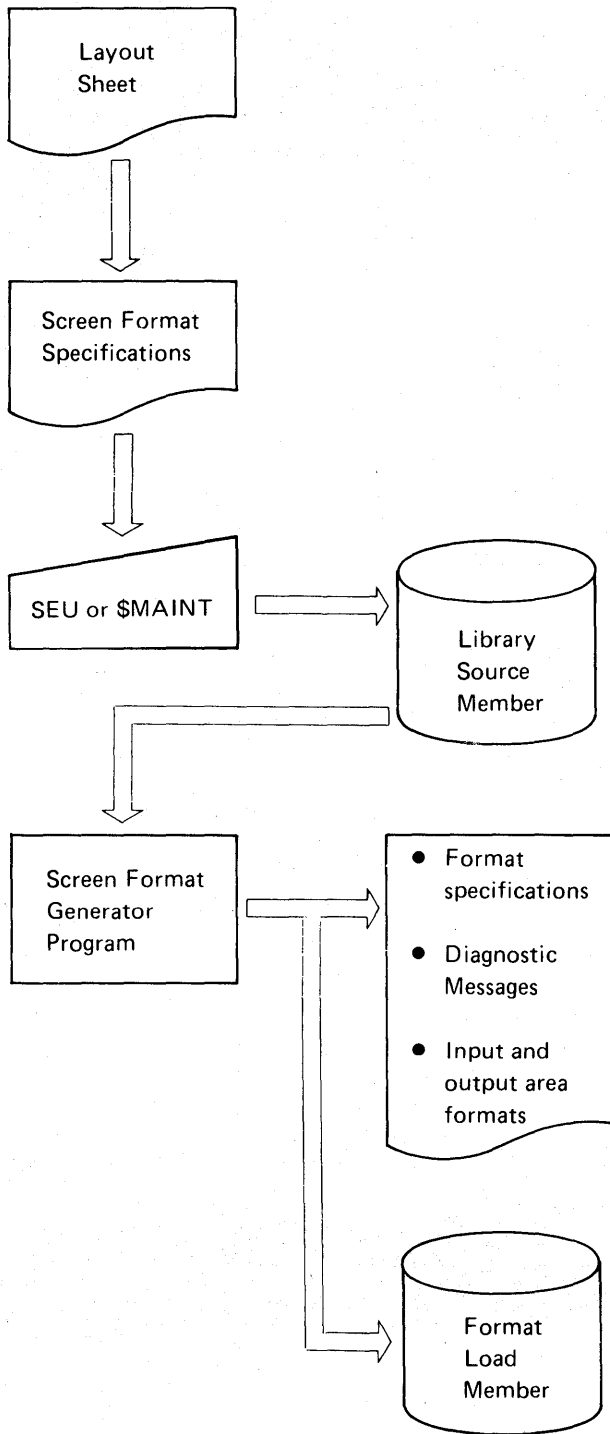 Layout
Sheet
Screen Format
Specifications
SEU or $MAINT
Library
Source
Member
Screen Format
Generator
Program
● Format
specifications
● Diagnostic
Messages
● Input and
output area
formats
Format
Load
Member